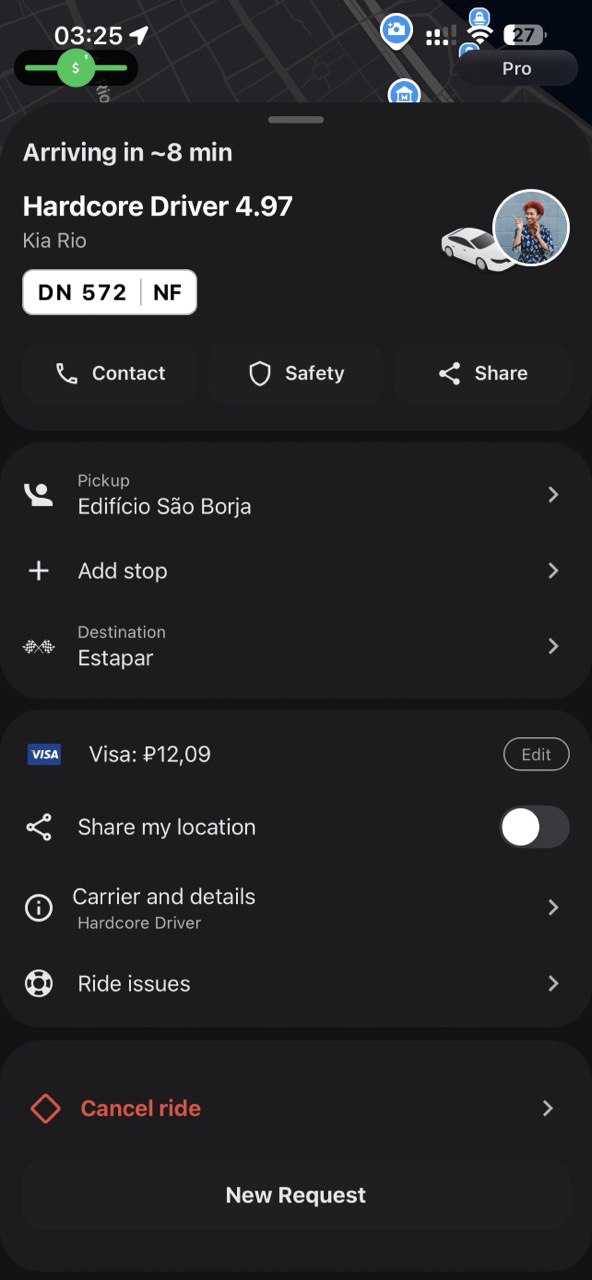 03:25
27
$
Pro
Arriving in ~8 min
Hardcore Driver 4.97
Kia Rio
DN 572 NF
Contact
Safety
Share
Pickup
Edifício São Borja
Add stop
Destination
Estapar
VISA
Visa: ₽12,09
Edit
Share my location
Carrier and details
Hardcore Driver
Ride issues
Cancel ride
New Request